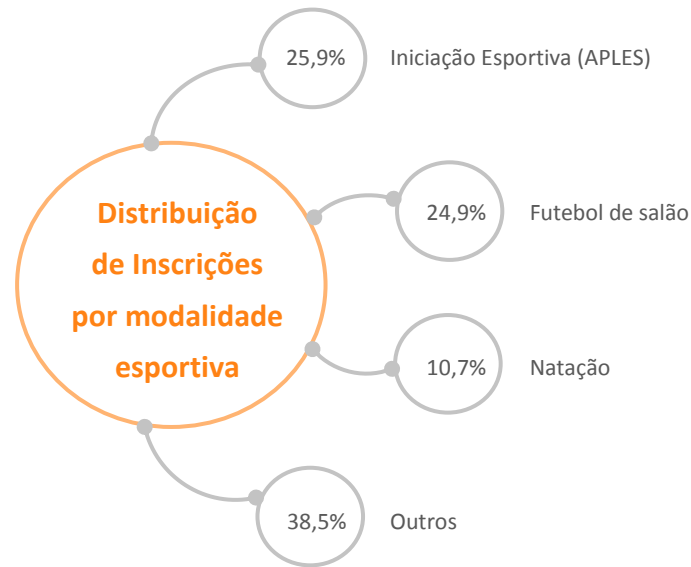 25,9% Iniciação Esportiva (APLES)
Distribuição
de Inscrições
por modalidade
esportiva
24,9% Futebol de salão
10,7% Natação
38,5% Outros